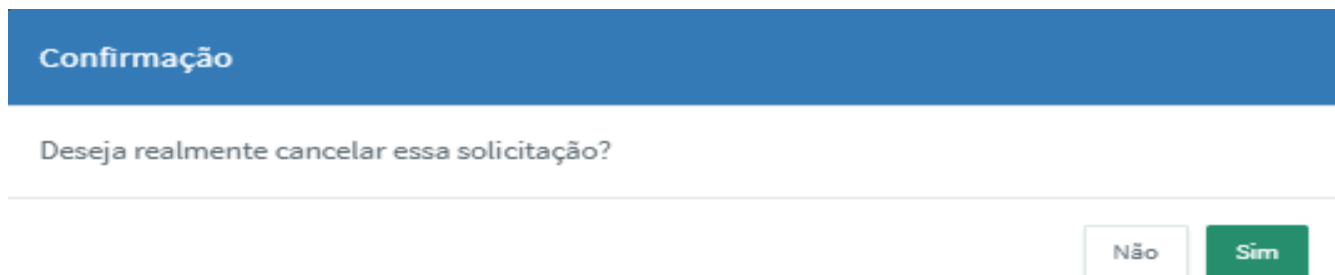 Confirmação
Deseja realmente cancelar essa solicitação?
Não Sim